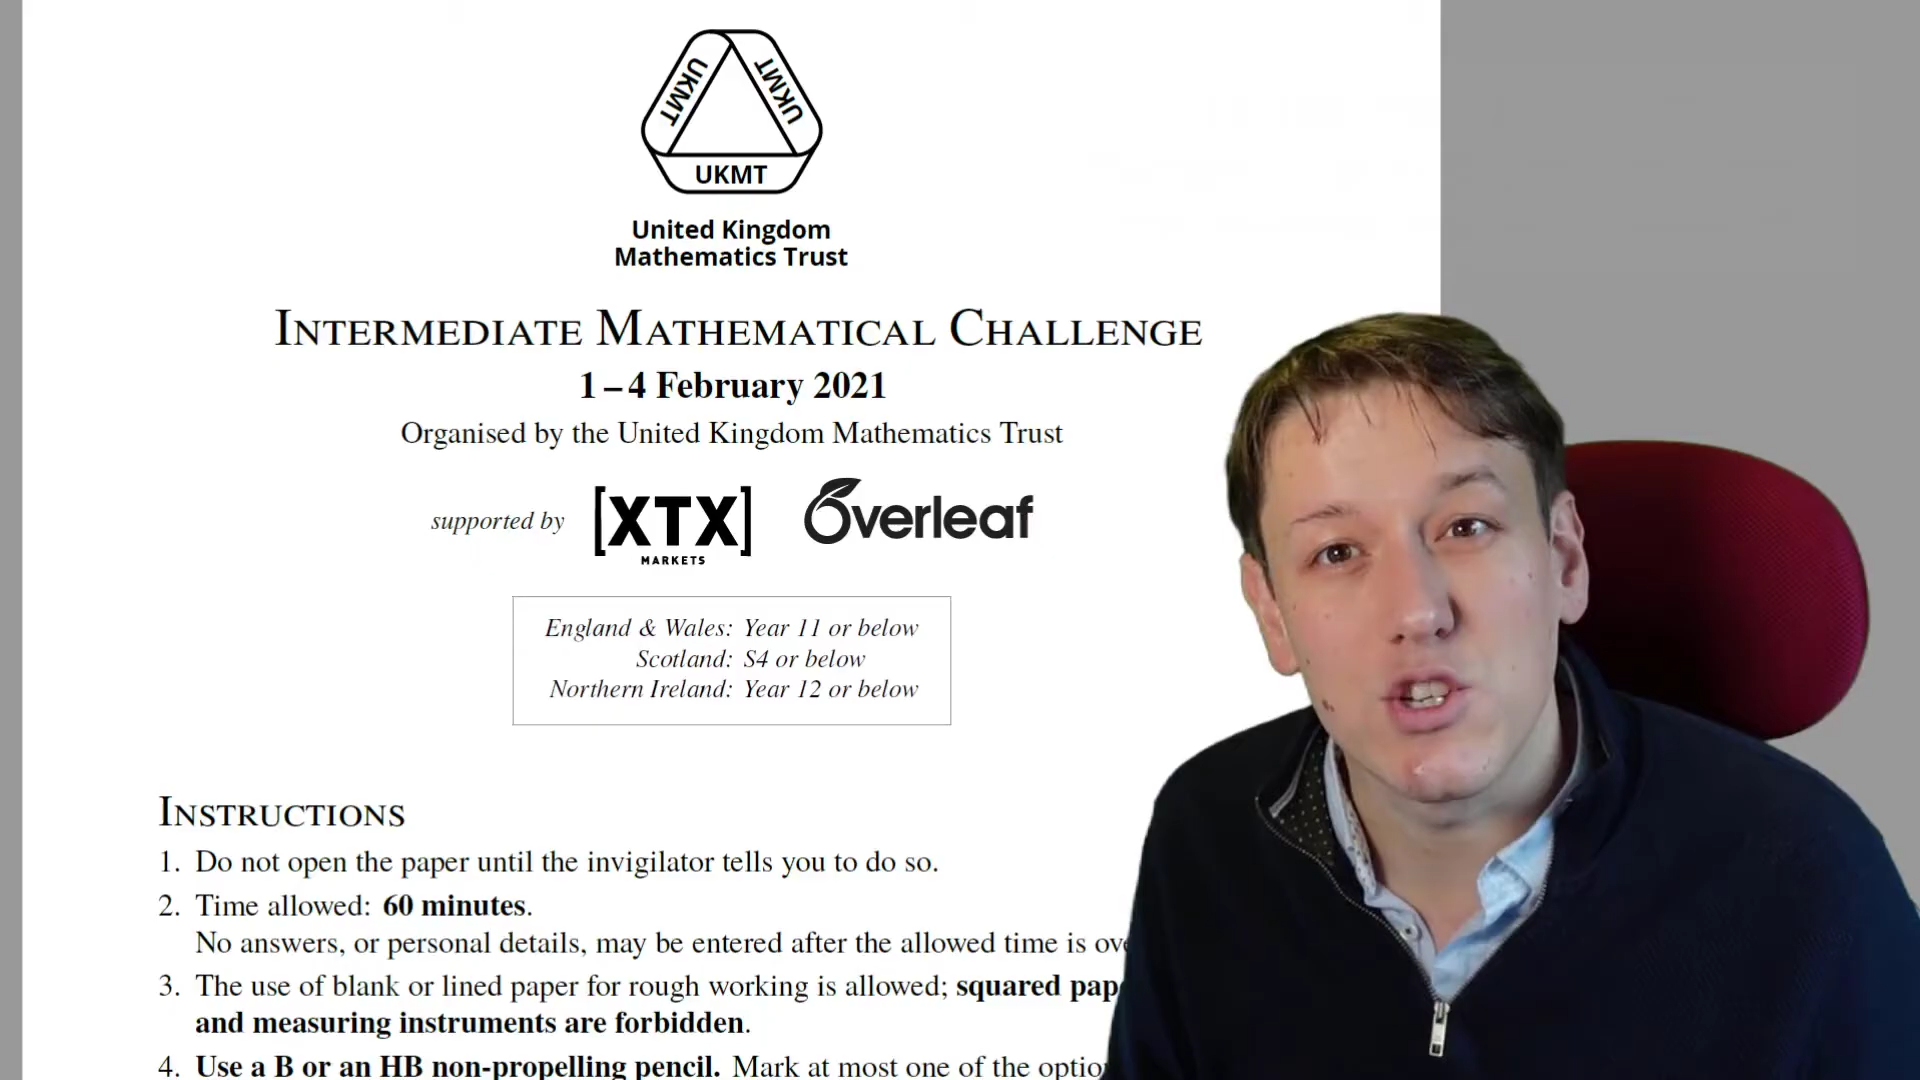 UKMT
UKMT
UKMT
United Kingdom
Mathematics Trust
INTERMEDIATE MATHEMATICAL CHALLENGE
1 – 4 February 2021
Organised by the United Kingdom Mathematics Trust
supported by [XTX] Overleaf
MARKETS
England & Wales: Year 11 or below
Scotland: S4 or below
Northern Ireland: Year 12 or below
INSTRUCTIONS
1. Do not open the paper until the invigilator tells you to do so.
2. Time allowed: 60 minutes.
No answers, or personal details, may be entered after the allowed time is
3. The use of blank or lined paper for rough working is allowed; squared
and measuring instruments are forbidden.
4. Use a B or an HB non-propelling pencil. Mark at most one of the